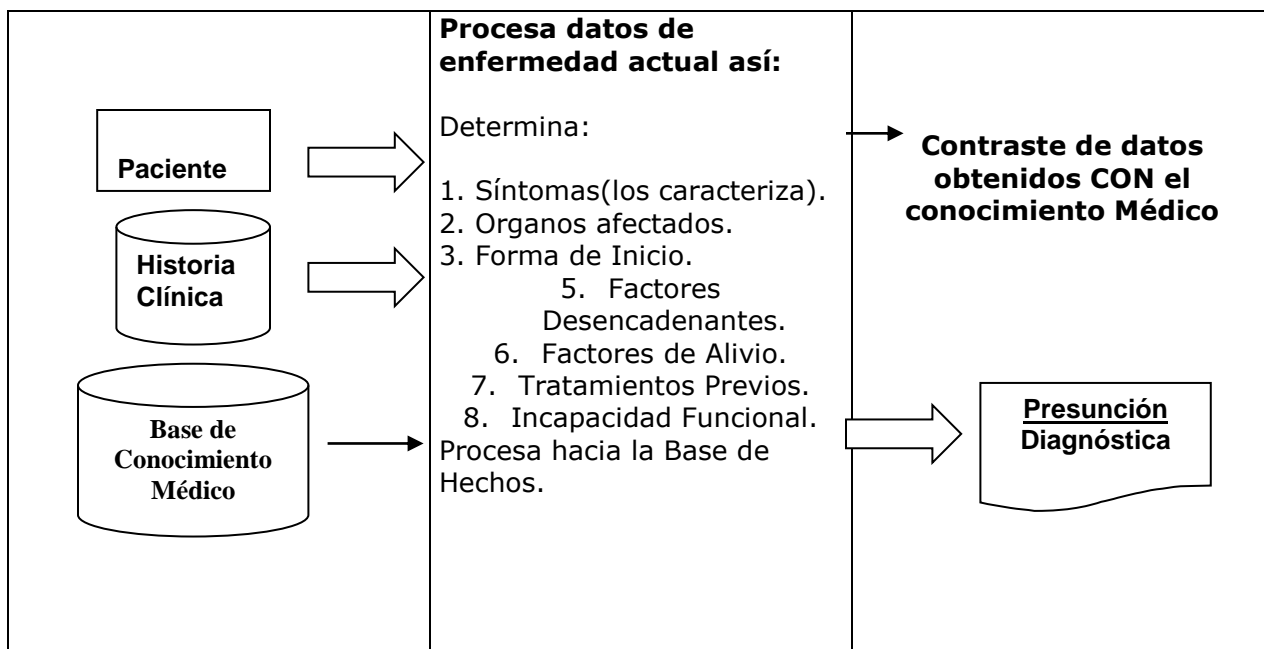 Paciente
Historia
Clínica
Base de
Conocimiento
Médico
Procesa datos de
enfermedad actual así:
Determina:
1. Síntomas(los caracteriza).
2. Organos afectados.
3. Forma de Inicio.
5. Factores
Desencadenantes.
6. Factores de Alivio.
7. Tratamientos Previos.
8. Incapacidad Funcional.
Procesa hacia la Base de
Hechos.
Contraste de datos
obtenidos CON el
conocimiento Médico
Presunción
Diagnóstica